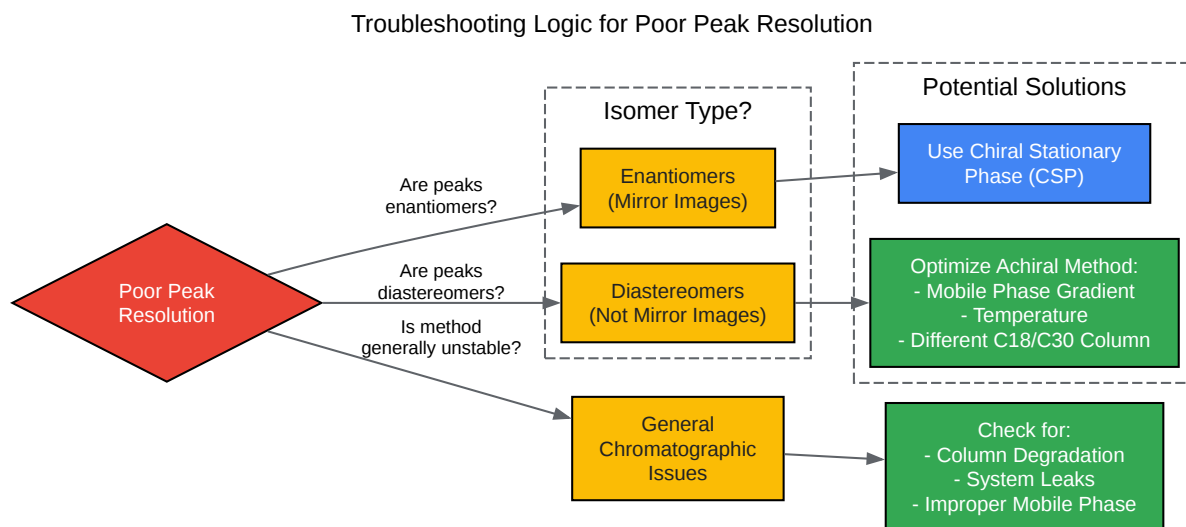 Troubleshooting Logic for Poor Peak Resolution
Isomer Type?
Potential Solutions
Poor Peak
Resolution
Are peaks
enantiomers?
Enantiomers
(Mirror Images)
Use Chiral Stationary
Phase (CSP)
Are peaks
diastereomers?
Diastereomers
(Not Mirror Images)
Optimize Achiral Method:
- Mobile Phase Gradient
- Temperature
- Different C18/C30 Column
Is method
generally unstable?
General
Chromatographic
Issues
Check for:
- Column Degradation
- System Leaks
- Improper Mobile Phase